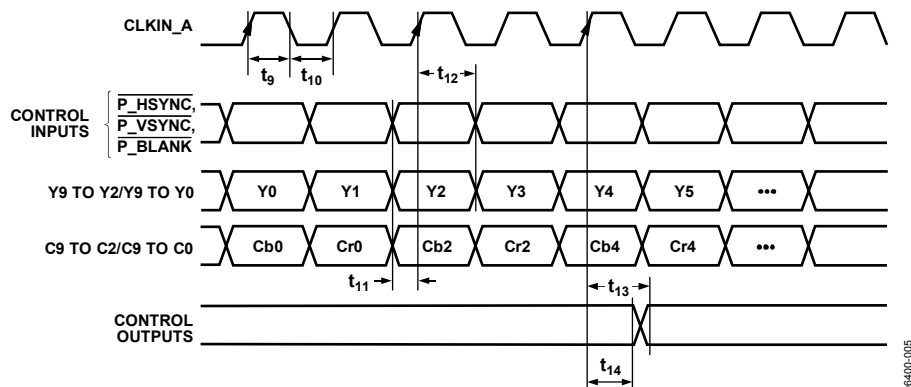 CLKIN_A
t9
t10
t12
CONTROL
INPUTS
P_HSYNC,
P_VSYNC,
P_BLANK
Y9 TO Y2/Y9 TO Y0
Y0
Y1
Y2
Y3
Y4
Y5
•••
C9 TO C2/C9 TO C0
Cb0
Cr0
Cb2
Cr2
Cb4
Cr4
•••
t11
t13
CONTROL
OUTPUTS
t14
6400-005